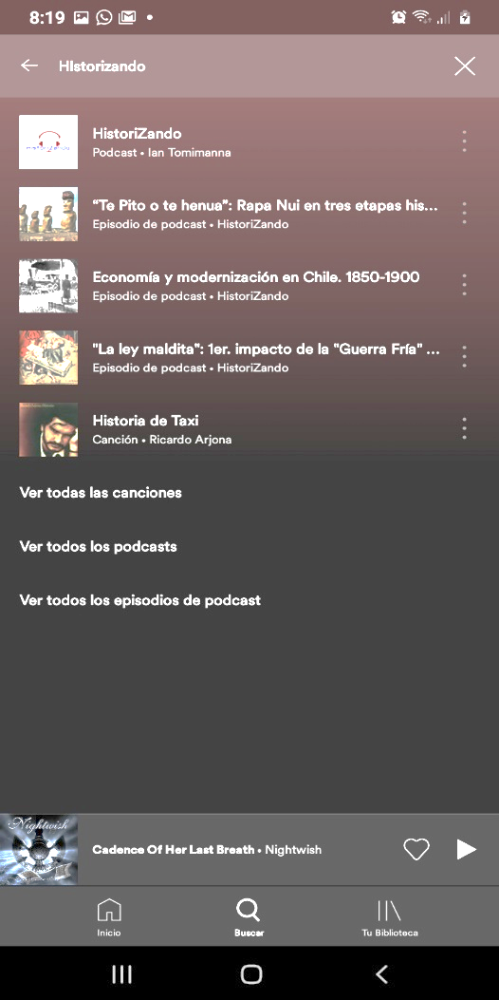 8:19
HIstorizando
HistoriZando
Podcast • Ian Tomimanna
“Te Pito o te henua”: Rapa Nui en tres etapas his...
Episodio de podcast • HistoriZando
Economía y modernización en Chile. 1850-1900
Episodio de podcast • HistoriZando
"La ley maldita": 1er. impacto de la "Guerra Fría" ...
Episodio de podcast • HistoriZando
Historia de Taxi
Canción • Ricardo Arjona
Ver todas las canciones
Ver todos los podcasts
Ver todos los episodios de podcast
Nightwish
Cadence Of Her Last Breath • Nightwish
Inicio
Buscar
Tu Biblioteca